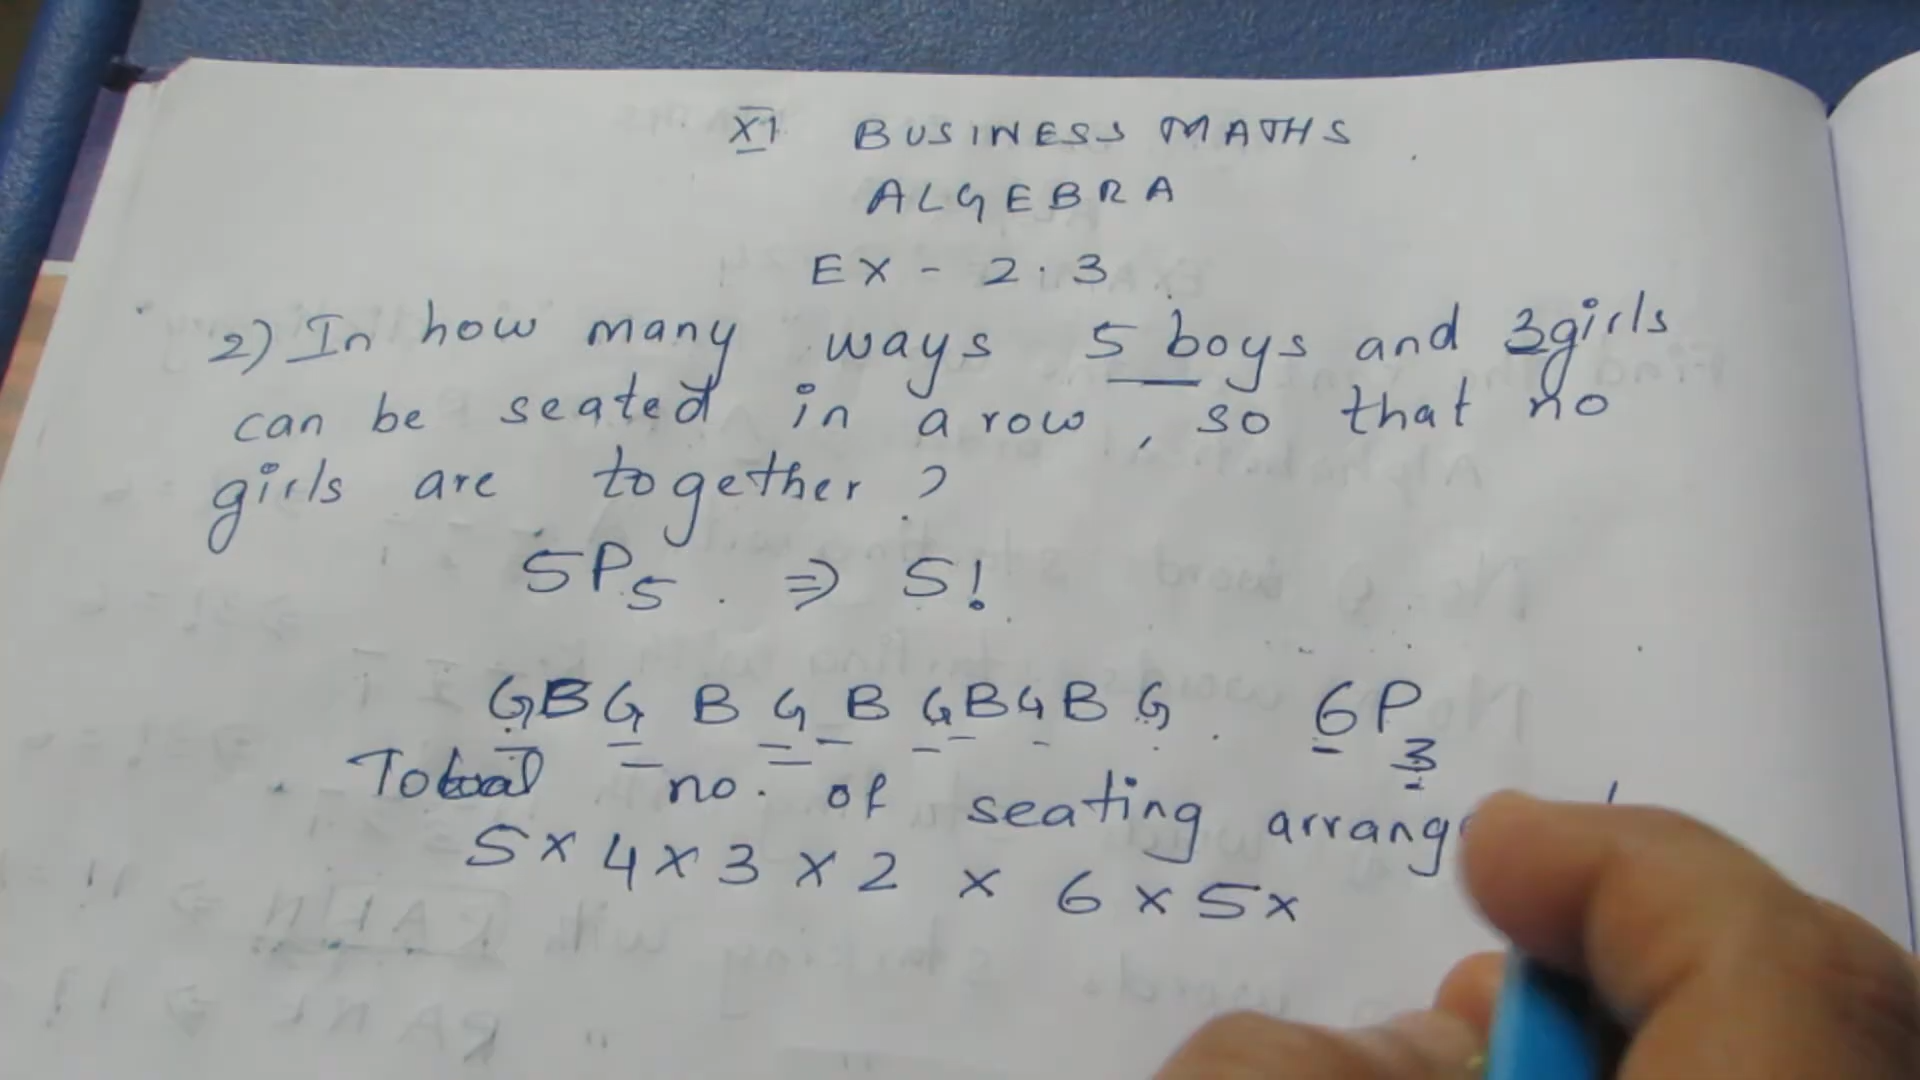 XI BUSINESS MATHS
ALGEBRA
EX - 2.3
2) In how many ways 5 boys and 3 girls
can be seated in a row, so that no
girls are together ?
5P5 ⇒ 5!
G B G B G B G B G B G 6P3
Total no. of seating
5 × 4 × 3 × 2 × 6 × 5 ×